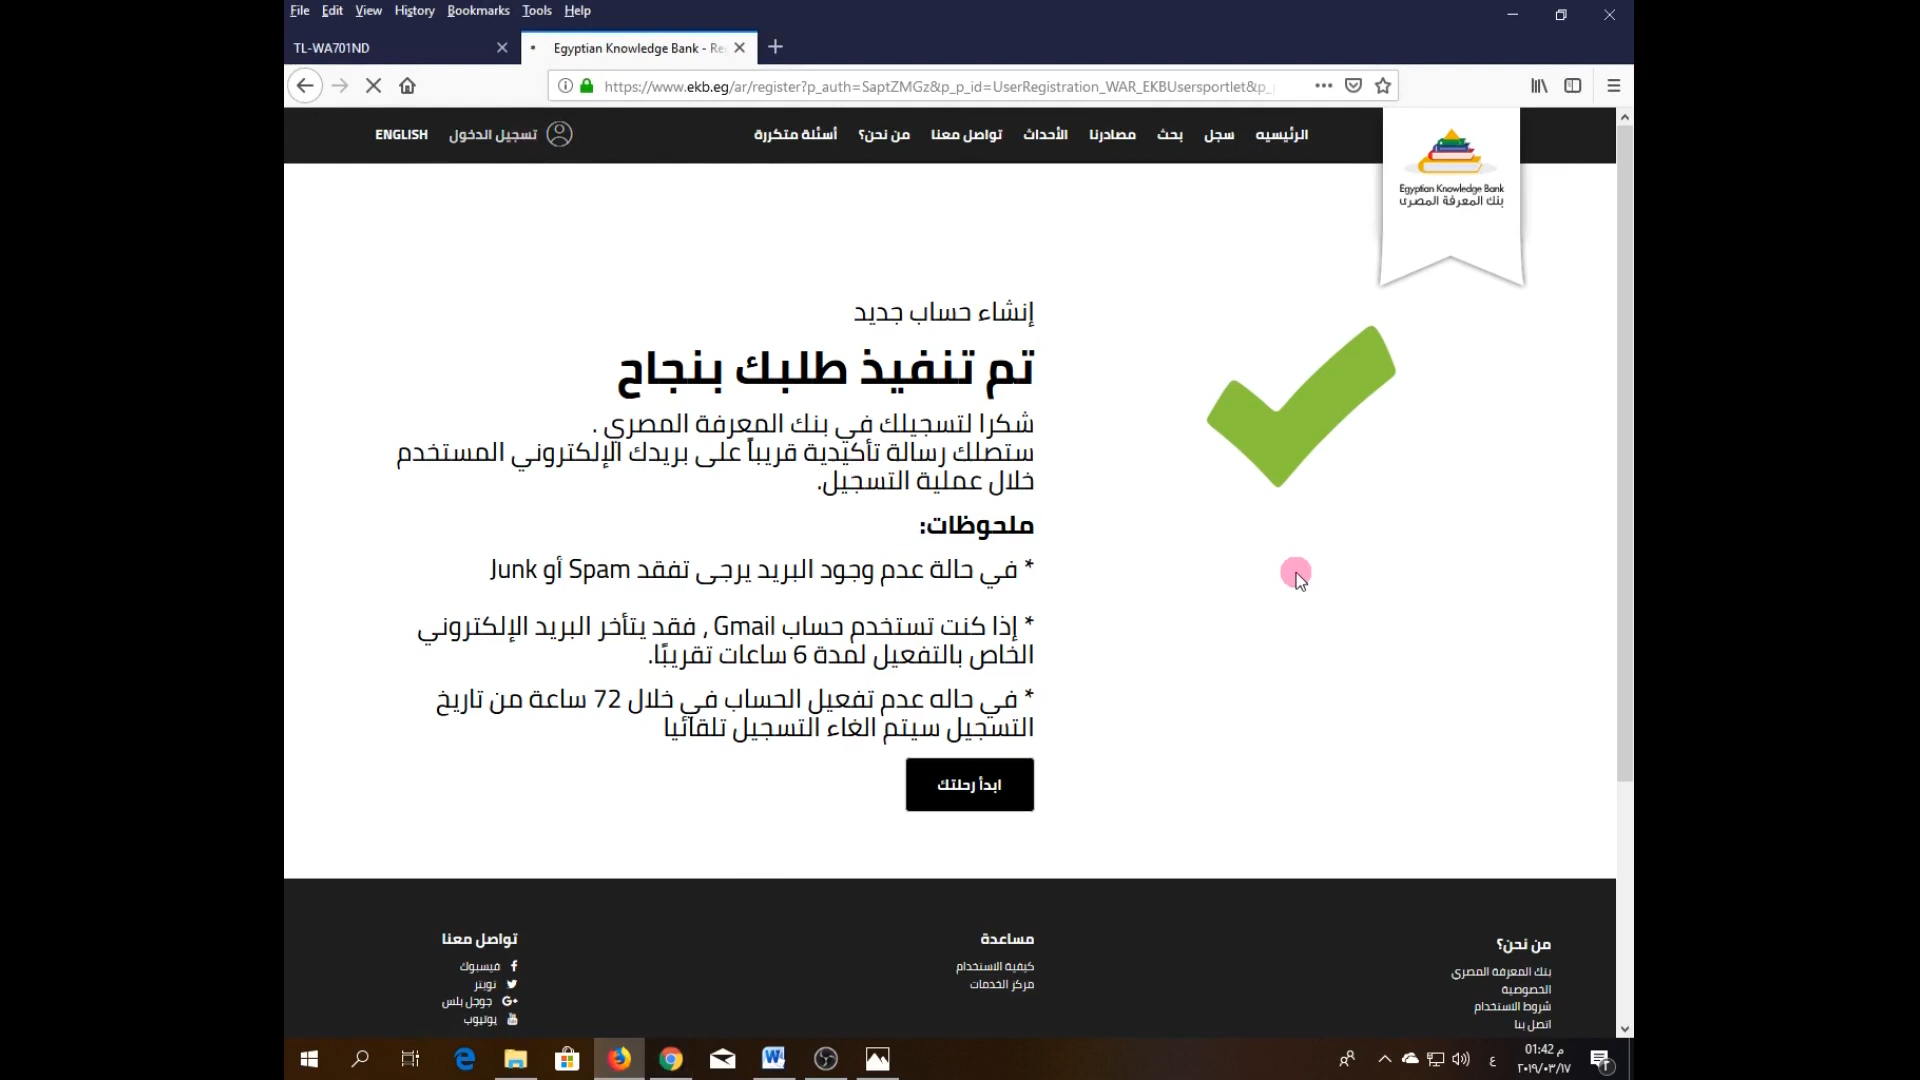 File Edit View History Bookmarks Tools Help
TL-WA701ND
Egyptian Knowledge Bank - Re
https://www.ekb.eg/ar/register?p_auth=SaptZMGz&p_p_id=UserRegistration_WAR_EKBUsersportlet&p_
الرئيسيه سجل بحث مصادرنا الأحداث تواصل معنا من نحن؟ أسئلة متكررة تسجيل الدخول ENGLISH
Egyptian Knowledge Bank
بنك المعرفة المصرى
إنشاء حساب جديد
تم تنفيذ طلبك بنجاح
شكرا لتسجيلك في بنك المعرفة المصري .
ستصلك رسالة تأكيدية قريباً على بريدك الإلكتروني المستخدم
خلال عملية التسجيل.
ملحوظات:
* في حالة عدم وجود البريد يرجى تفقد Spam أو Junk
* إذا كنت تستخدم حساب Gmail , فقد يتأخر البريد الإلكتروني
الخاص بالتفعيل لمدة 6 ساعات تقريبًا.
* في حاله عدم تفعيل الحساب في خلال 72 ساعة من تاريخ
التسجيل سيتم الغاء التسجيل تلقائيا
ابدأ رحلتك
من نحن؟
بنك المعرفة المصري
الخصوصية
شروط الاستخدام
اتصل بنا
مساعدة
كيفية الاستخدام
مركز الخدمات
تواصل معنا
فيسبوك
تويتر
جوجل بلس
يوتيوب
ع
01:42 م
٢٠١٩/٠٣/١٧